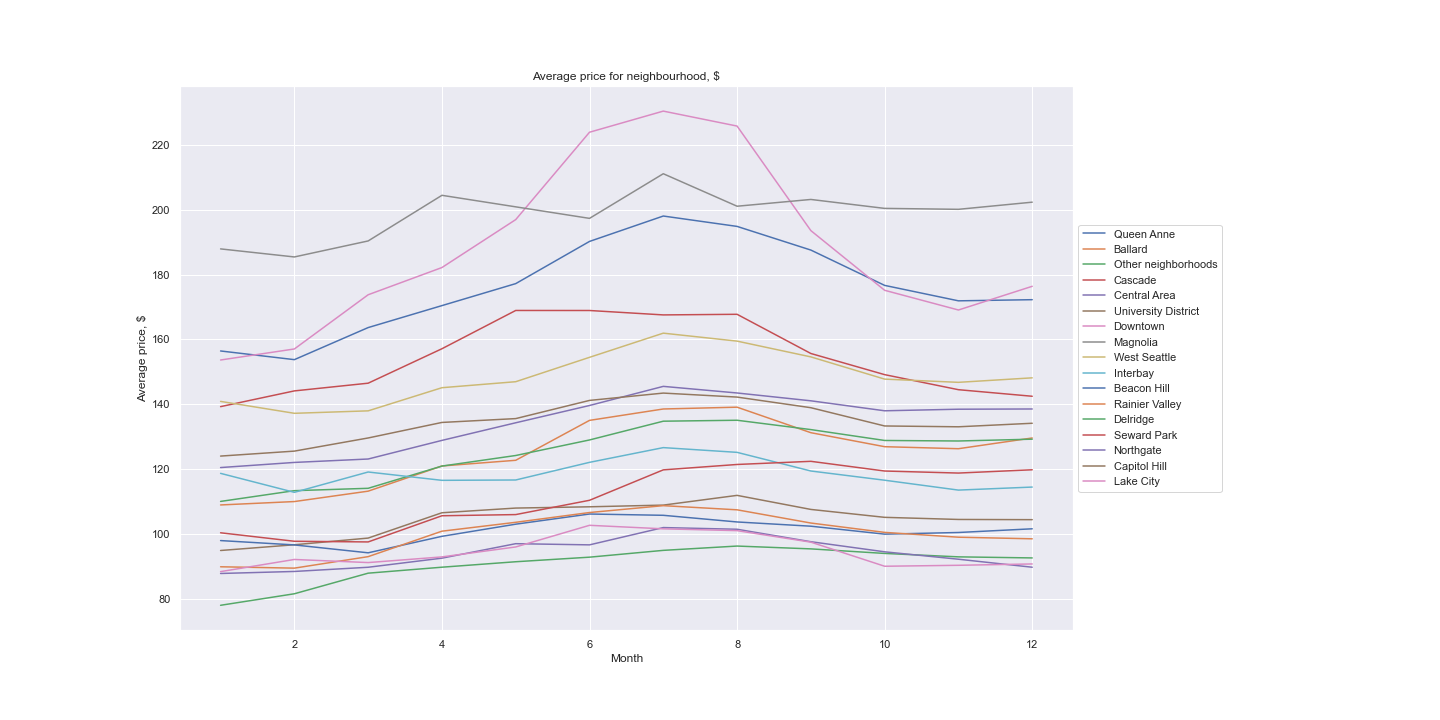 Average price for neighbourhood, $
220
200
180
160
140
120
100
80
Average price, $
2 4 6 8 10 12
Month
Queen Anne
Ballard
Other neighborhoods
Cascade
Central Area
University District
Downtown
Magnolia
West Seattle
Interbay
Beacon Hill
Rainier Valley
Delridge
Seward Park
Northgate
Capitol Hill
Lake City